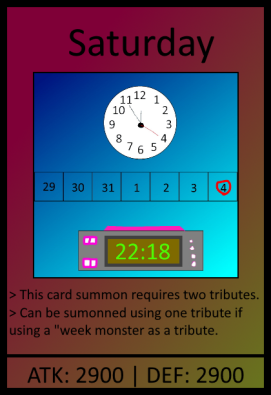 Saturday
12
11 1
10 2
9 3
8 4
7 5
6
29 30 31 1 2 3 4
22:18
> This card summon requires two tributes.
> Can be sumonned using one tribute if
using a "week monster as a tribute.
ATK: 2900 | DEF: 2900